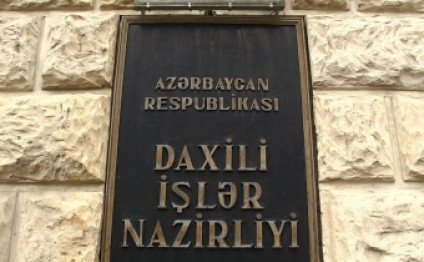 AZƏRBAYCAN
RESPUBLİKASI
DAXİLİ
İŞLƏR
NAZİRLİYİ